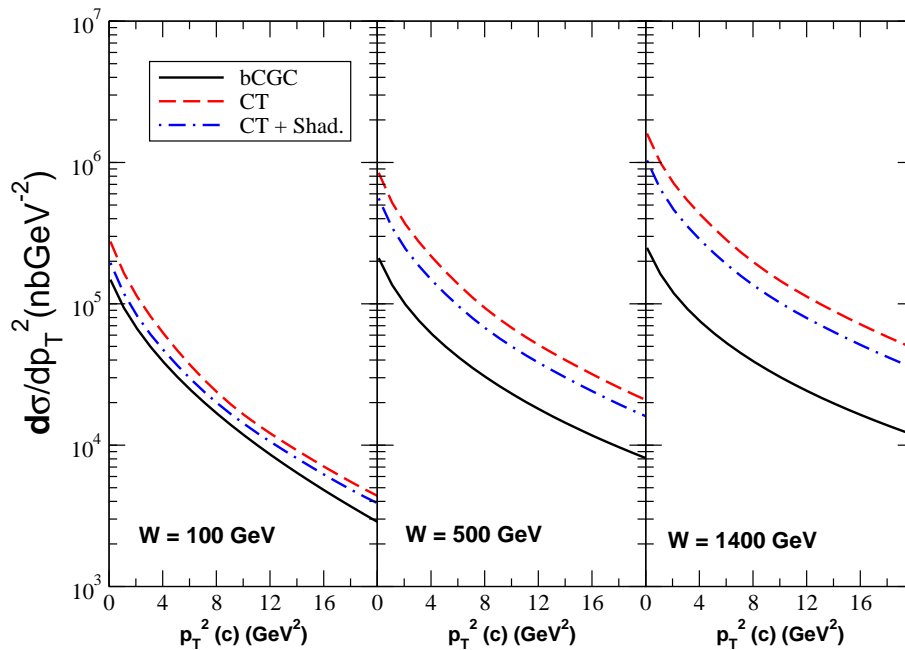 10^7
bCGC
CT
CT + Shad.
10^6
dσ/dp_T^2 (nbGeV^-2)
10^5
10^4
W = 100 GeV
W = 500 GeV
W = 1400 GeV
10^3
0 4 8 12 16 0 4 8 12 16 0 4 8 12 16
p_T^2 (c) (GeV^2) p_T^2 (c) (GeV^2) p_T^2 (c) (GeV^2)